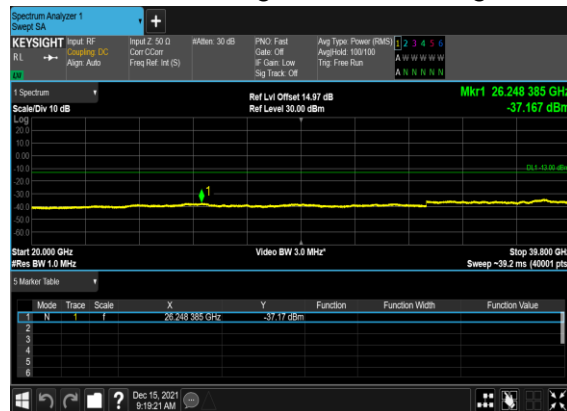 Spectrum Analyzer 1
Swept SA
+
KEYSIGHT Input: RF Input Z: 50 Ω #Atten: 30 dB PNO: Fast Avg Type: Power (RMS) 1 2 3 4 5 6
RL Coupling: DC Corr CCorr Gate: Off Avg|Hold: 100/100 A W W W W W
Align: Auto Freq Ref: Int (S) IF Gain: Low Trig: Free Run
Sig Track: Off A N N N N N
1 Spectrum Ref Lvl Offset 14.97 dB Mkr1 26.248 385 GHz
Scale/Div 10 dB Ref Level 30.00 dBm -37.167 dBm
Log
20.0
10.0
0.00
-10.0 DL1 -13.00 dBm
-20.0
-30.0 1
-40.0
-50.0
-60.0
Start 20.000 GHz Video BW 3.0 MHz* Stop 39.800 GHz
#Res BW 1.0 MHz Sweep ~39.2 ms (40001 pts)
5 Marker Table
Mode Trace Scale X Y Function Function Width Function Value
1 N 1 f 26.248 385 GHz -37.17 dBm
2
3
4
5
6
? Dec 15, 2021
9:19:21 AM